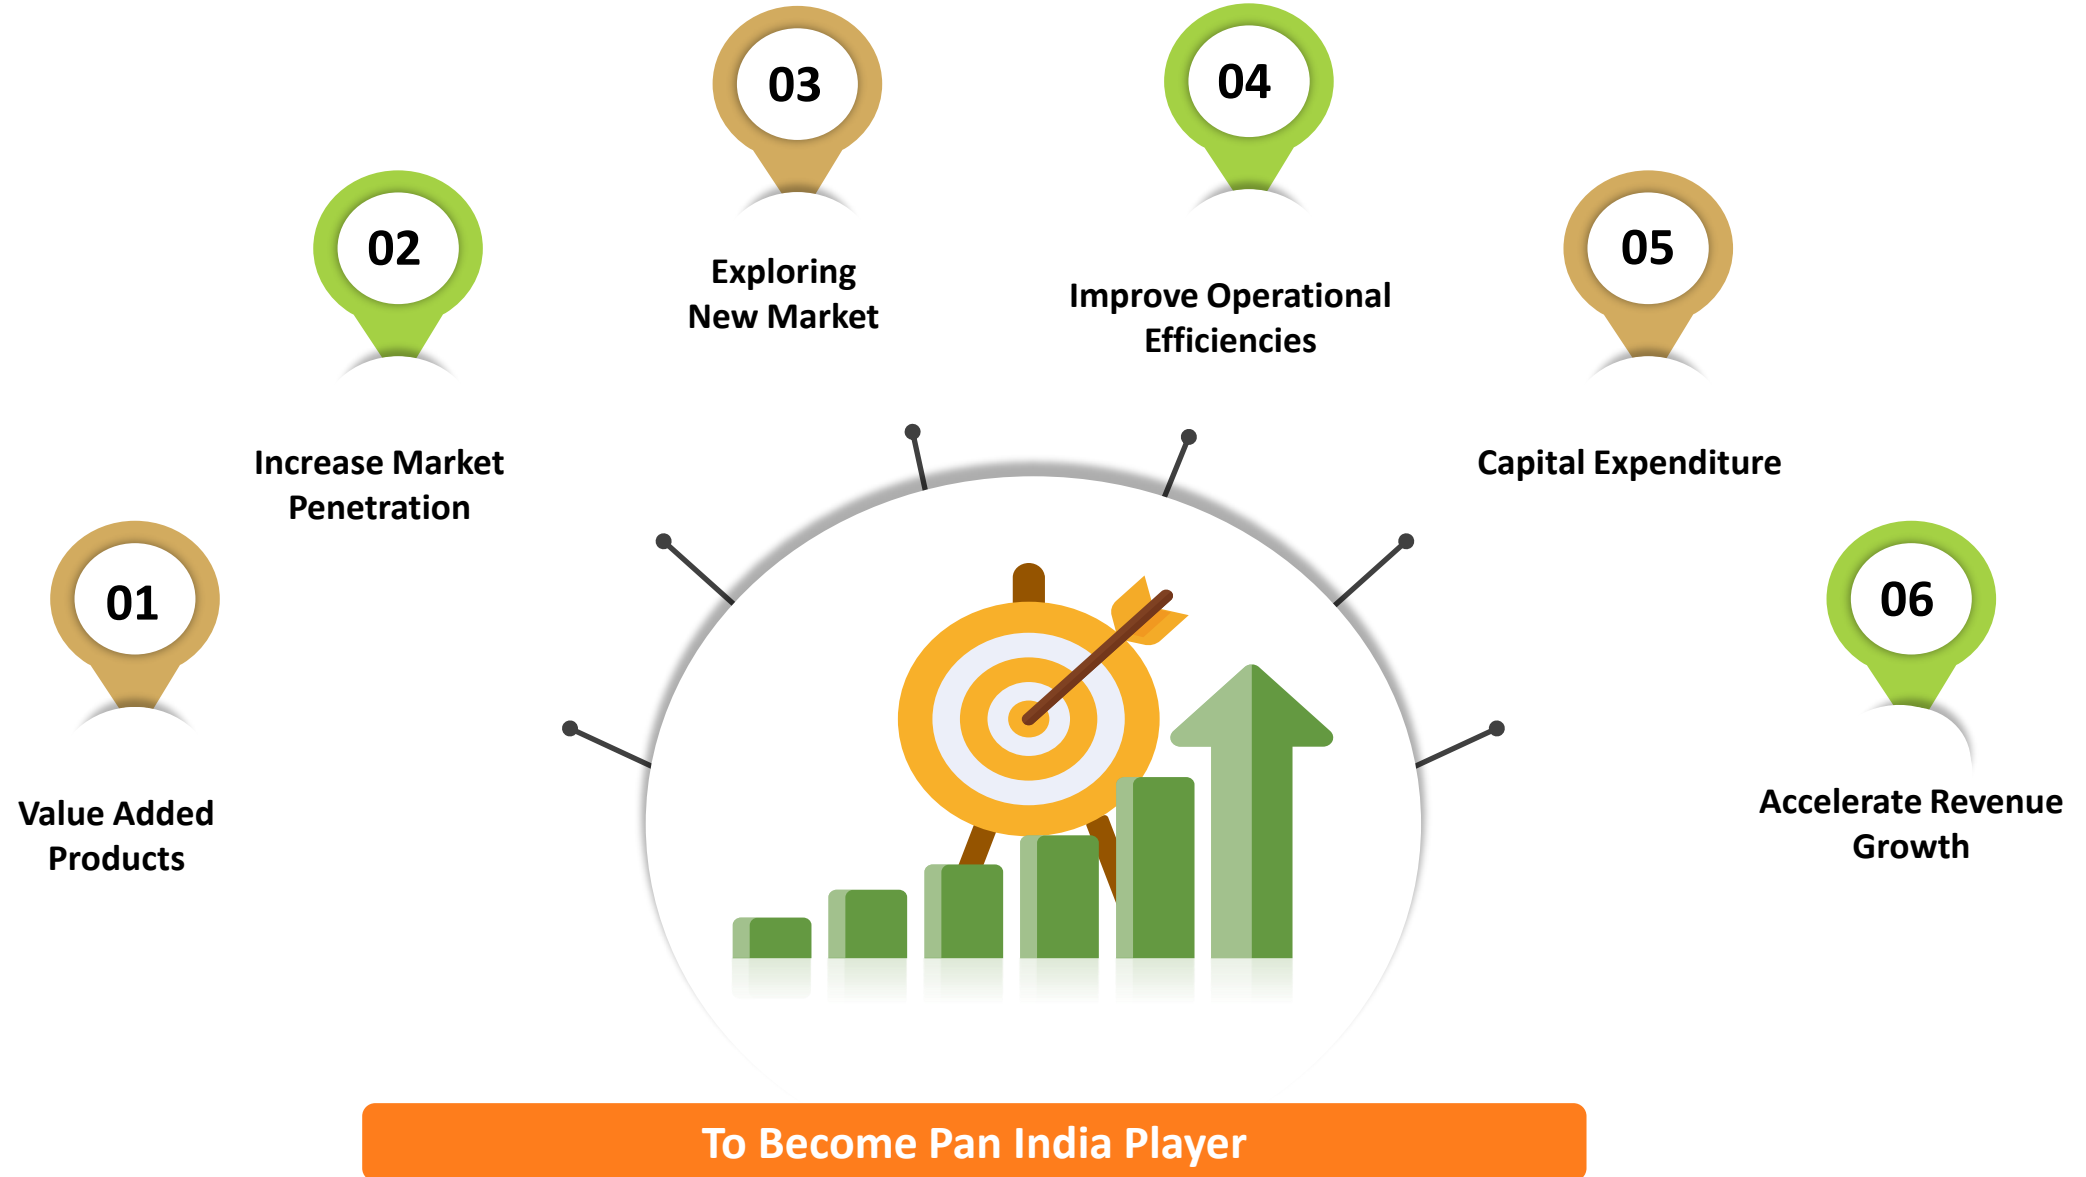 01
Value Added
Products
02
Increase Market
Penetration
03
Exploring
New Market
04
Improve Operational
Efficiencies
05
Capital Expenditure
06
Accelerate Revenue
Growth
To Become Pan India Player